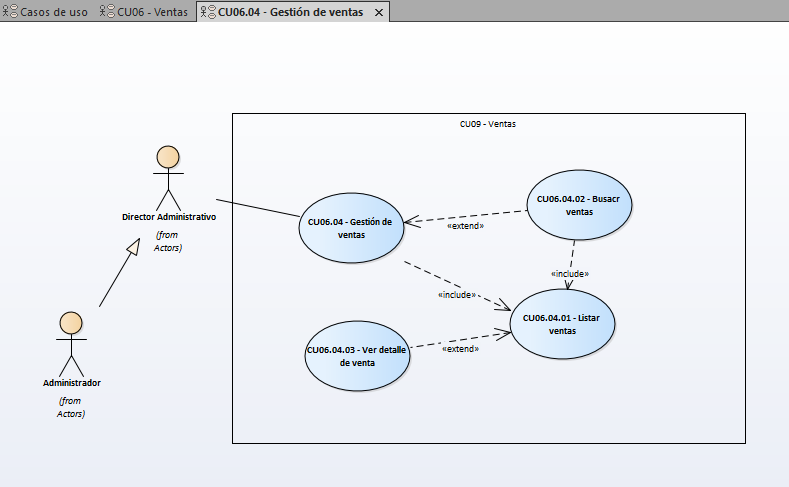 Casos de uso
CU06 - Ventas
CU06.04 - Gestión de ventas
CU09 - Ventas
Director Administrativo
(from
Actors)
CU06.04 - Gestión de
ventas
CU06.04.02 - Busacr
ventas
«extend»
«include»
«include»
CU06.04.01 - Listar
ventas
CU06.04.03 - Ver detalle
de venta
«extend»
Administrador
(from
Actors)